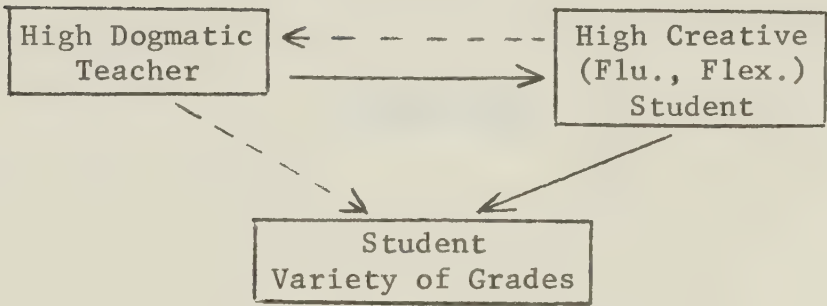 High Dogmatic
Teacher
High Creative
(Flu., Flex.)
Student
Student
Variety of Grades